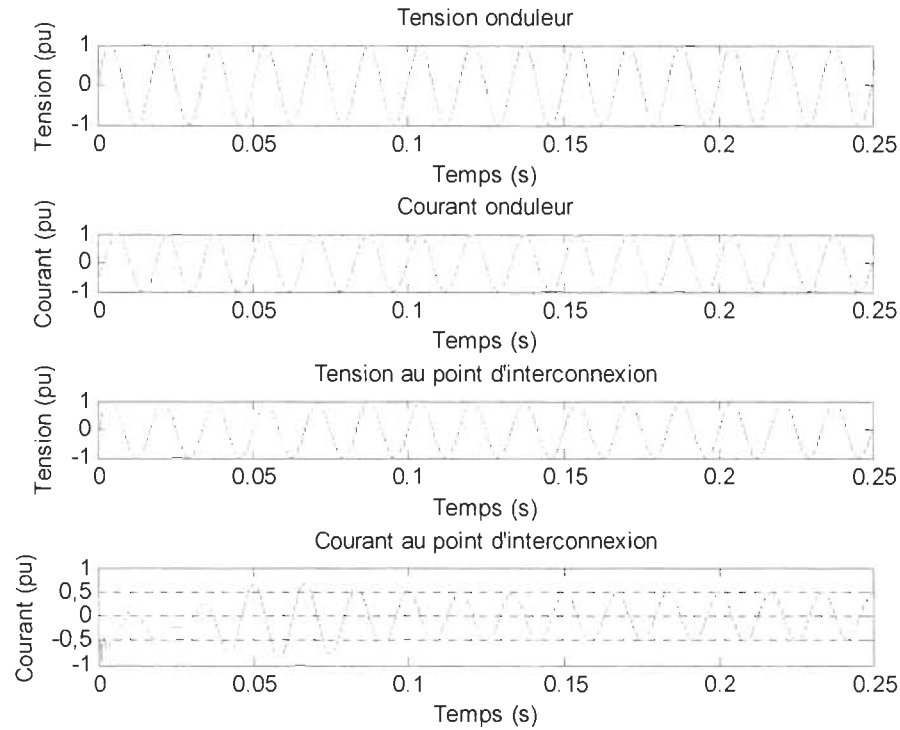 Tension onduleur
Tension (pu)
1
0
-1
0 0.05 0.1 0.15 0.2 0.25
Temps (s)
Courant onduleur
Courant (pu)
1
0
-1
0 0.05 0.1 0.15 0.2 0.25
Temps (s)
Tension au point d'interconnexion
Tension (pu)
1
0
-1
0 0.05 0.1 0.15 0.2 0.25
Temps (s)
Courant au point d'interconnexion
Courant (pu)
1
0,5
0
-0,5
-1
0 0.05 0.1 0.15 0.2 0.25
Temps (s)